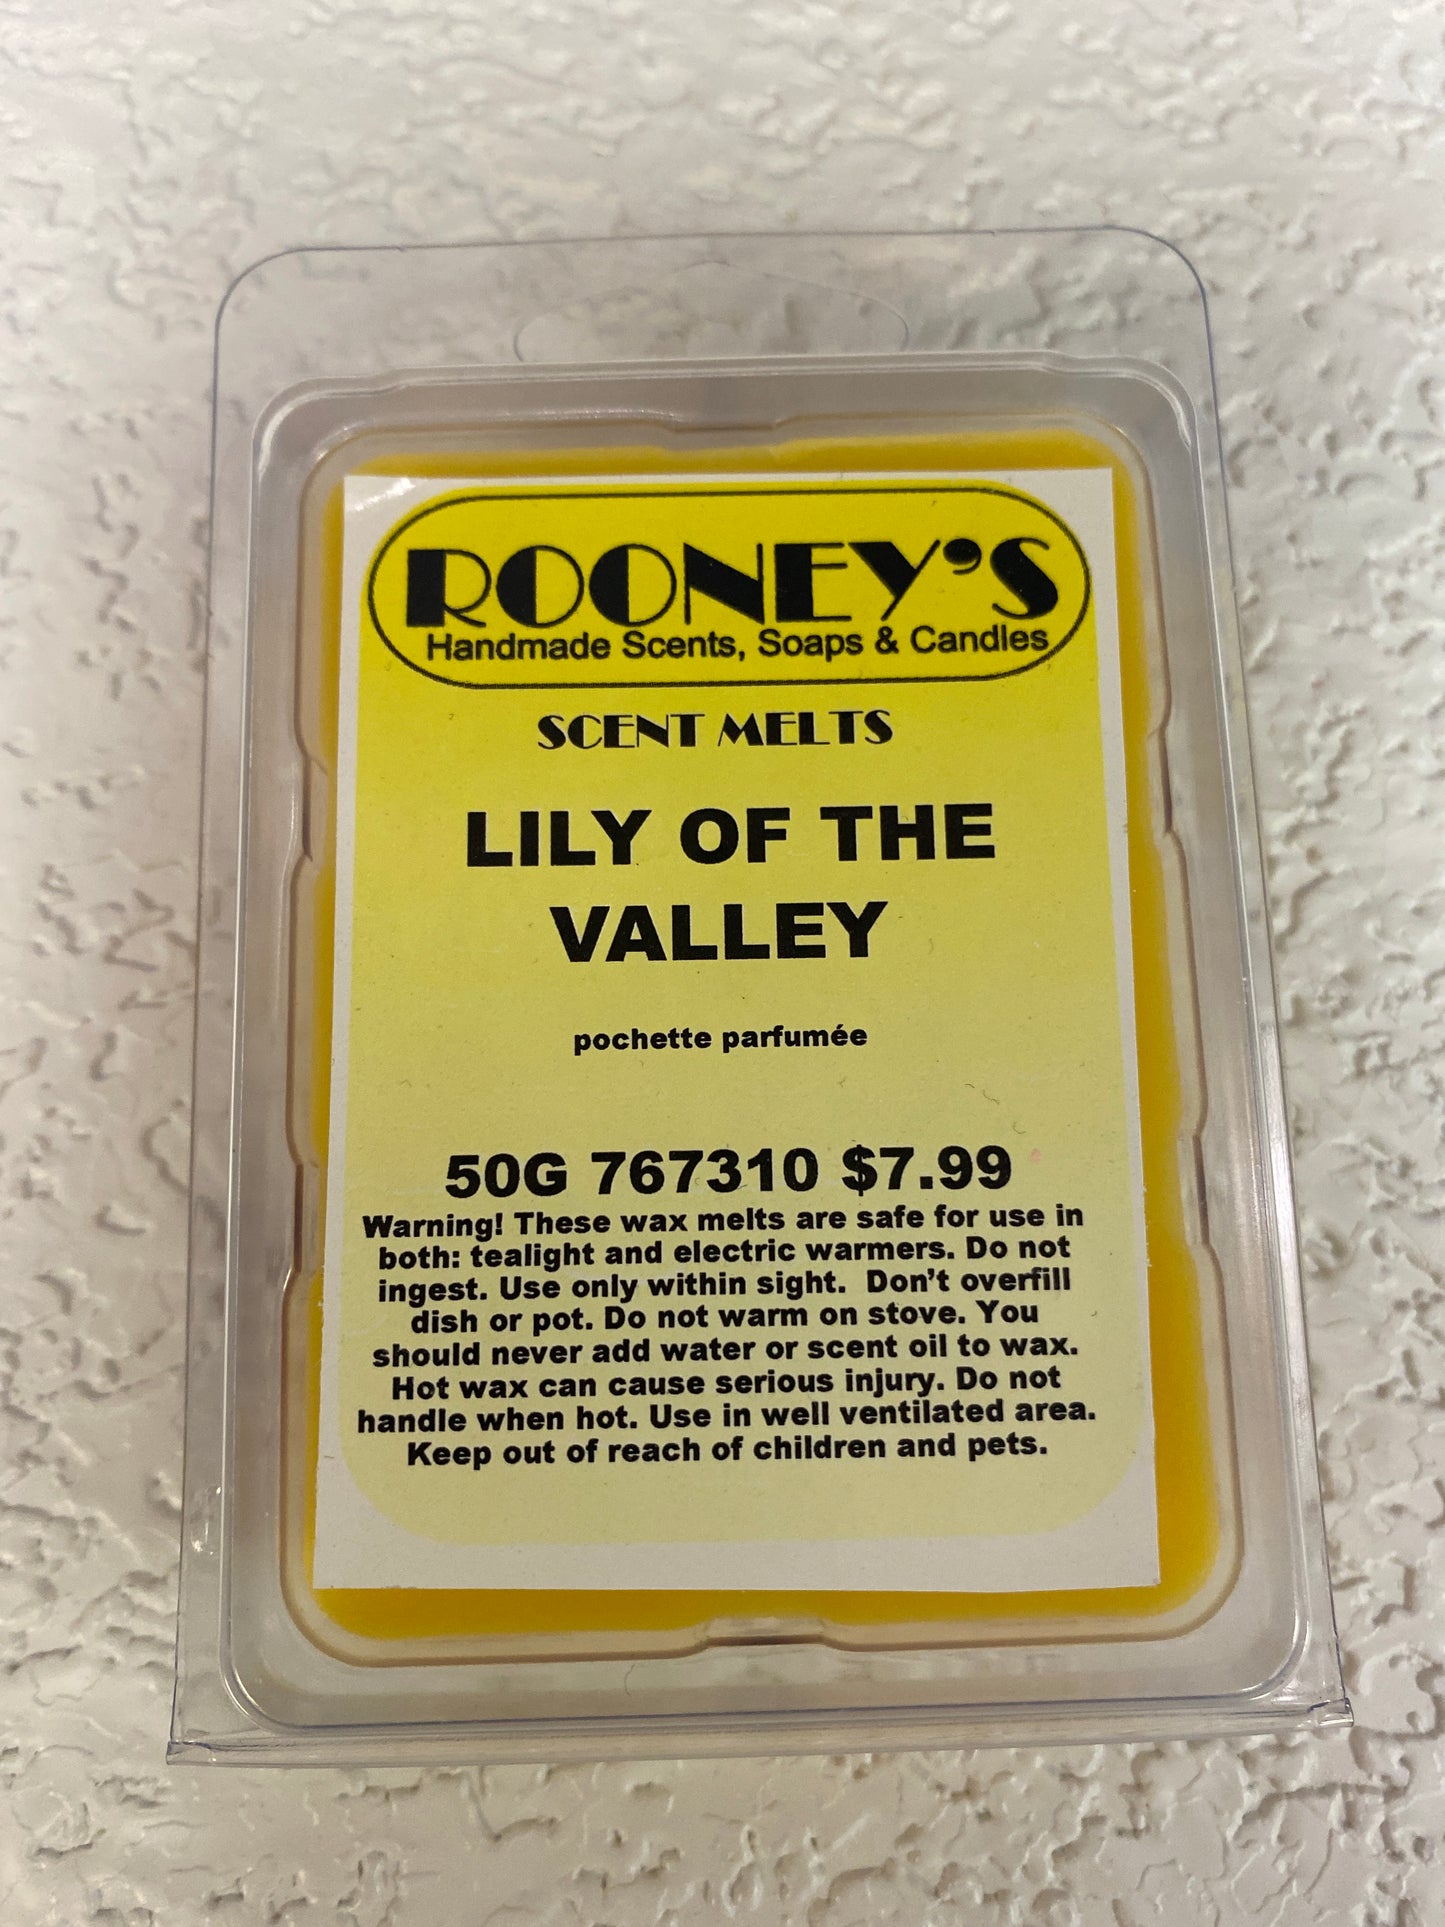 ROONEY'S
Handmade Scents, Soaps & Candles
SCENT MELTS
LILY OF THE
VALLEY
pochette parfumée
50G 767310 $7.99
Warning! These wax melts are safe for use in
both: tealight and electric warmers. Do not
ingest. Use only within sight.  Don't overfill
dish or pot. Do not warm on stove. You
should never add water or scent oil to wax.
Hot wax can cause serious injury. Do not
handle when hot. Use in well ventilated area.
Keep out of reach of children and pets.